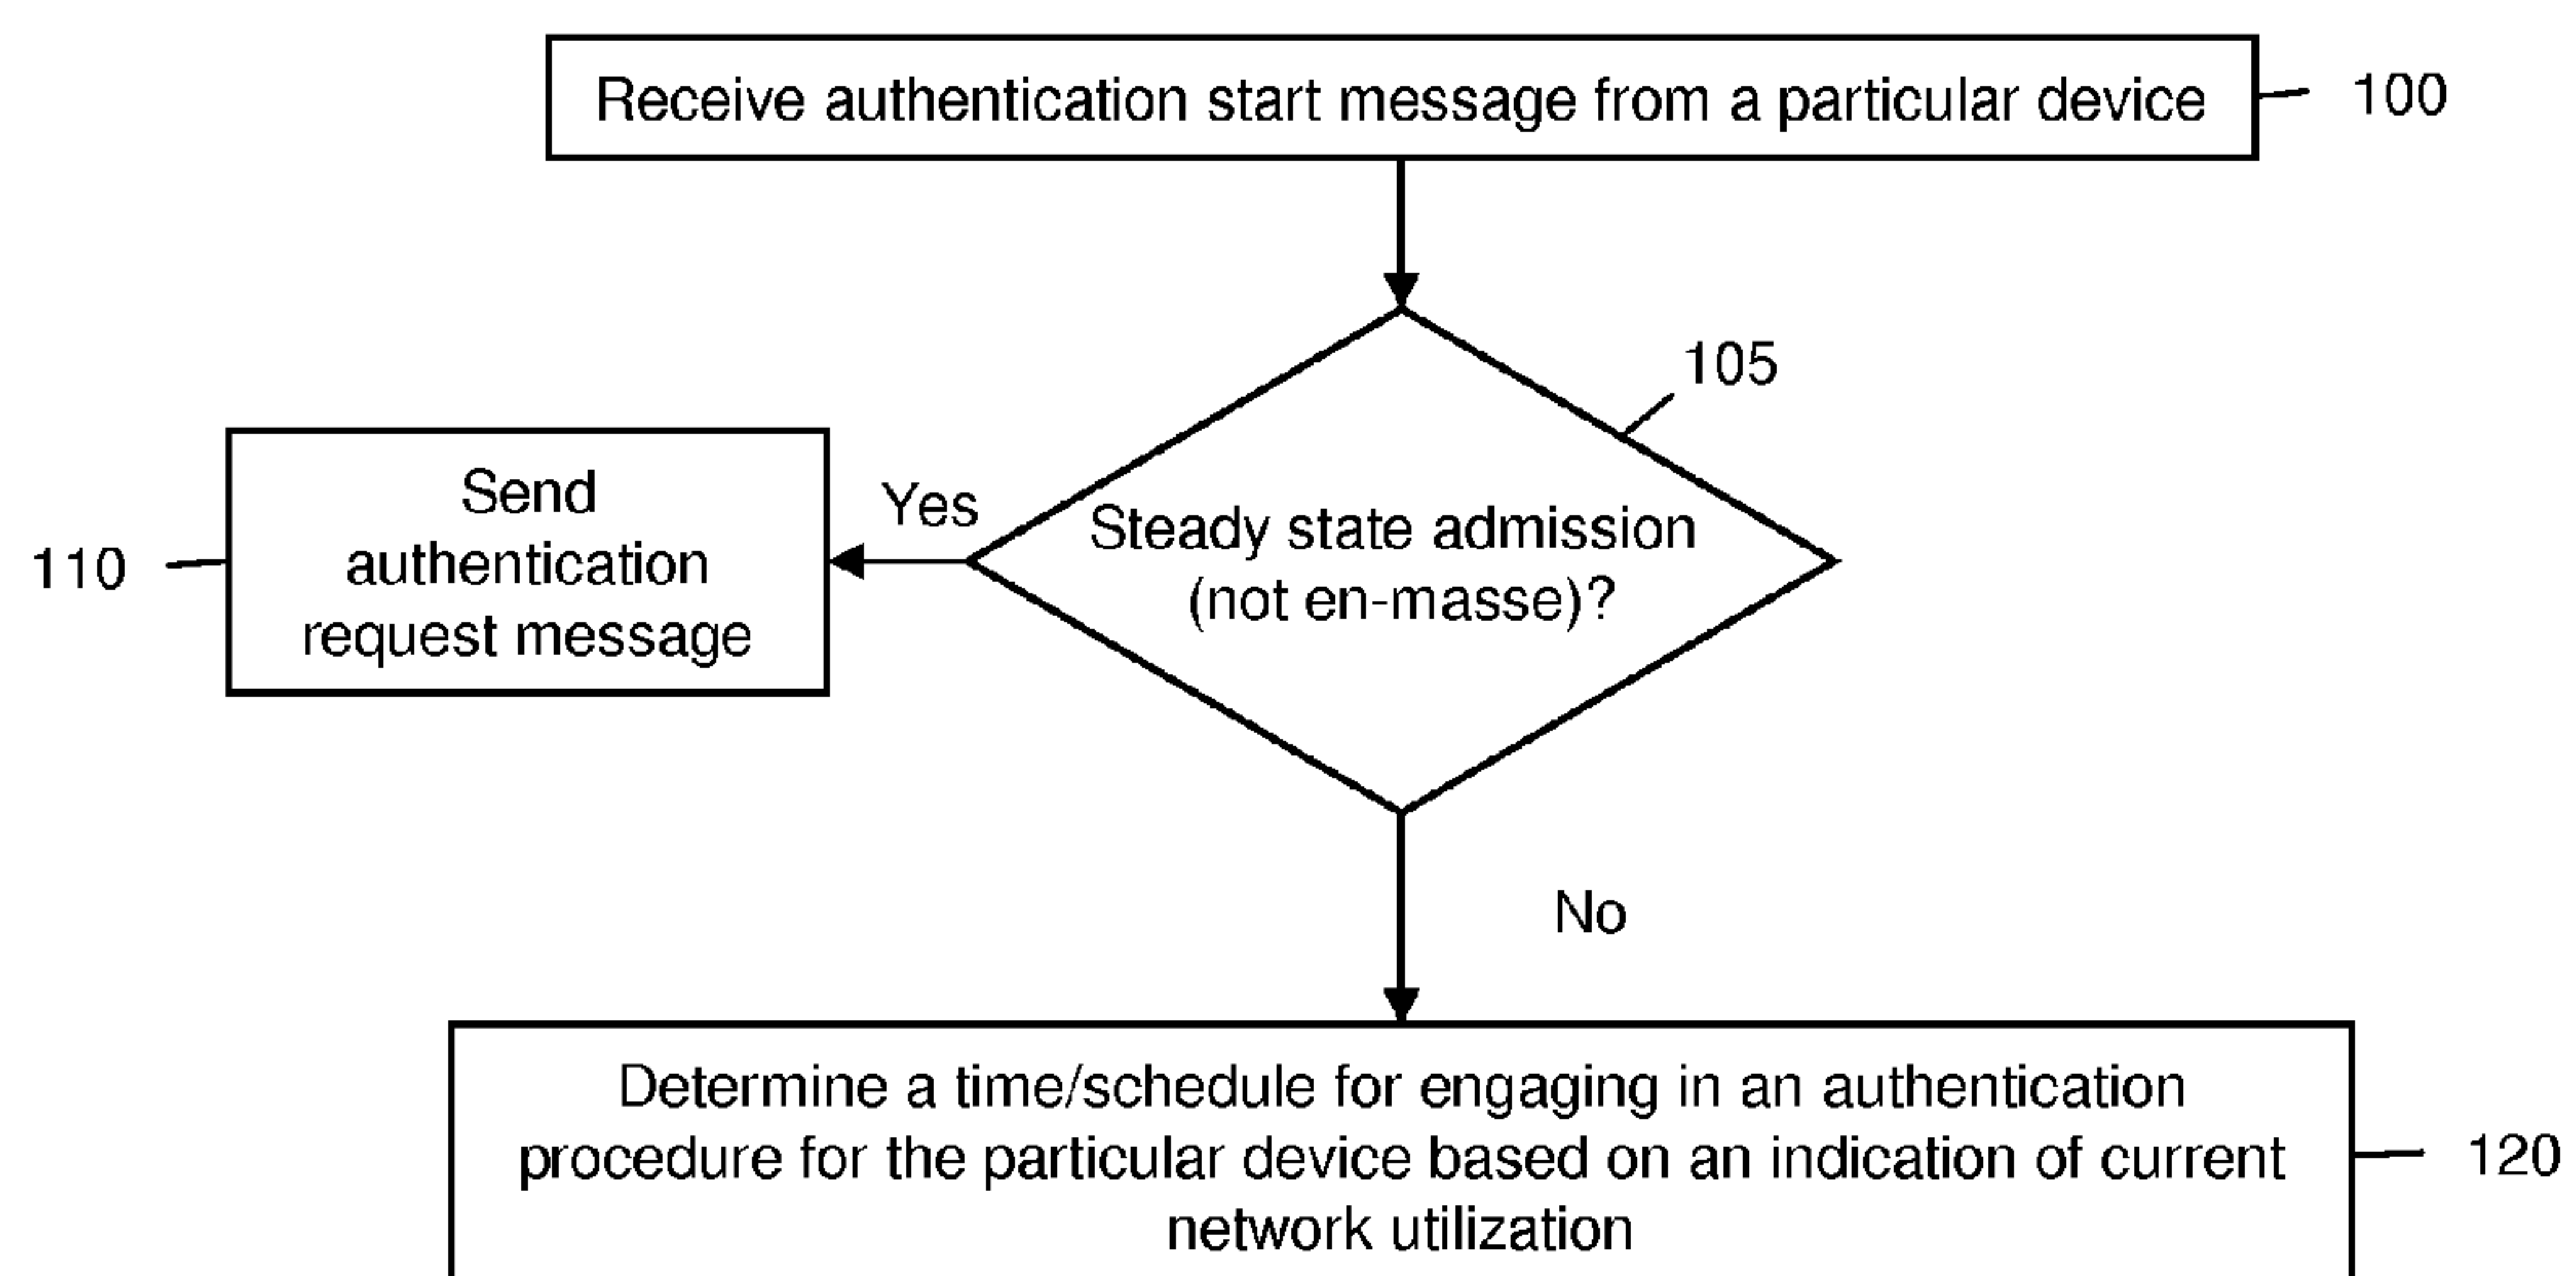 Receive authentication start message from a particular device
100
105
Steady state admission
(not en-masse)?
Yes
Send
authentication
request message
110
No
Determine a time/schedule for engaging in an authentication
procedure for the particular device based on an indication of current
network utilization
120